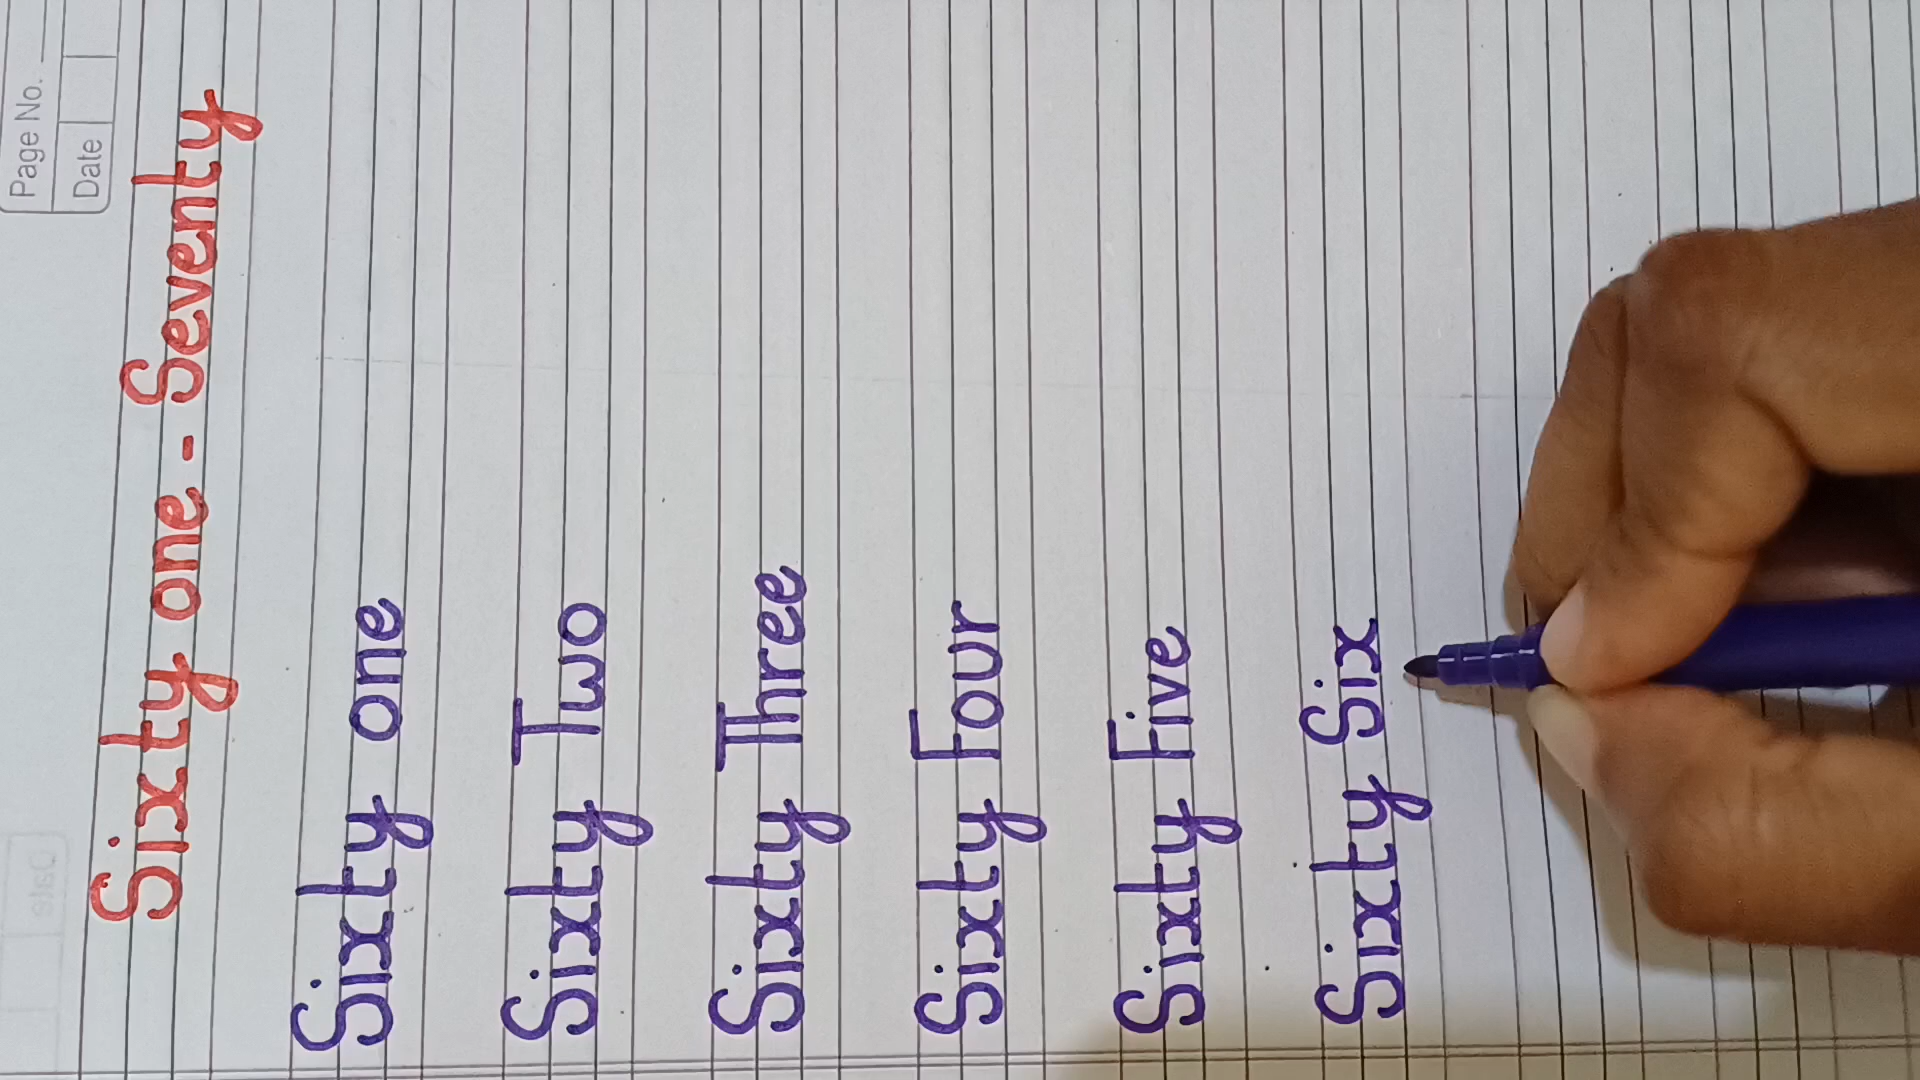 Page No.
Date
Sixty one - Seventy
Sixty one
Sixty Two
Sixty Three
Sixty Four
Sixty Five
Sixty Six